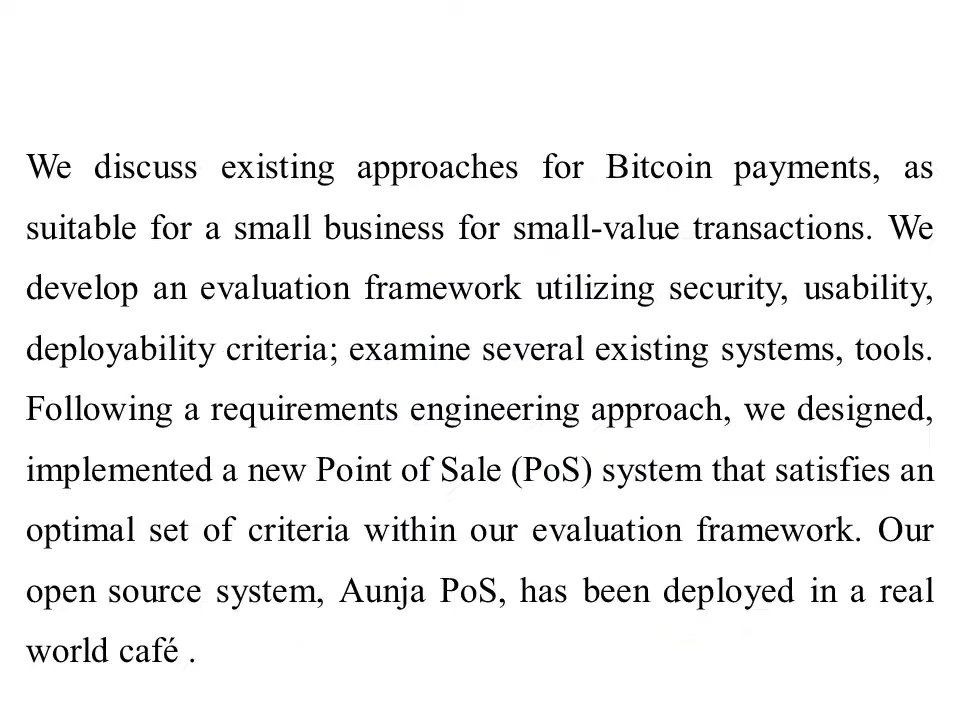 We discuss existing approaches for Bitcoin payments, as
suitable for a small business for small-value transactions. We
develop an evaluation framework utilizing security, usability,
deployability criteria; examine several existing systems, tools.
Following a requirements engineering approach, we designed,
implemented a new Point of Sale (PoS) system that satisfies an
optimal set of criteria within our evaluation framework. Our
open source system, Aunja PoS, has been deployed in a real
world café .